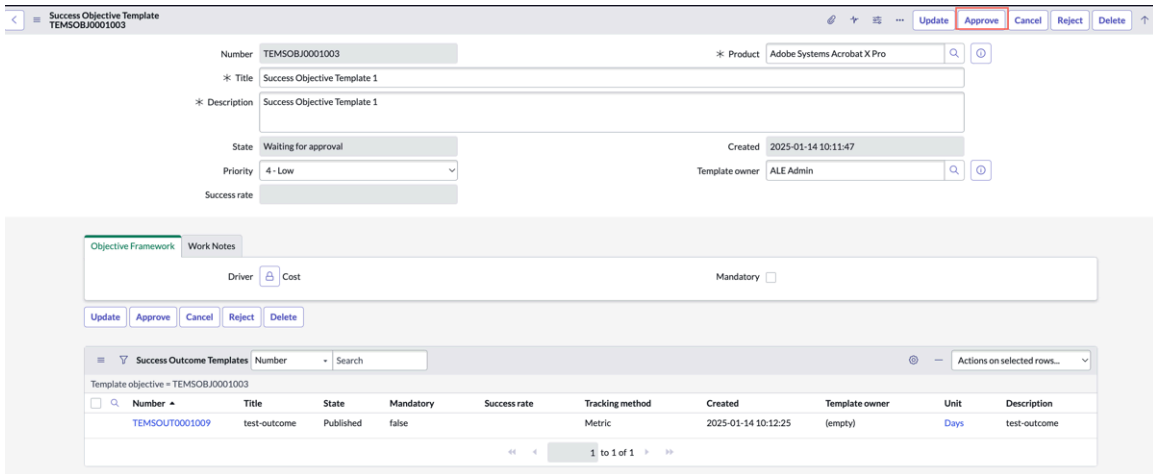 Success Objective Template
TEMSOBJ0001003
Update Approve Cancel Reject Delete
Number TEMSOBJ0001003
Product Adobe Systems Acrobat X Pro
Title Success Objective Template 1
Description Success Objective Template 1
State Waiting for approval
Created 2025-01-14 10:11:47
Priority 4 - Low
Template owner ALE Admin
Success rate
Objective Framework Work Notes
Driver Cost
Mandatory
Update Approve Cancel Reject Delete
Success Outcome Templates Number Search Actions on selected rows...
Template objective = TEMSOBJ0001003
Number Title State Mandatory Success rate Tracking method Created Template owner Unit Description
TEMSOUT0001009 test-outcome Published false Metric 2025-01-14 10:12:25 (empty) Days test-outcome
1 to 1 of 1